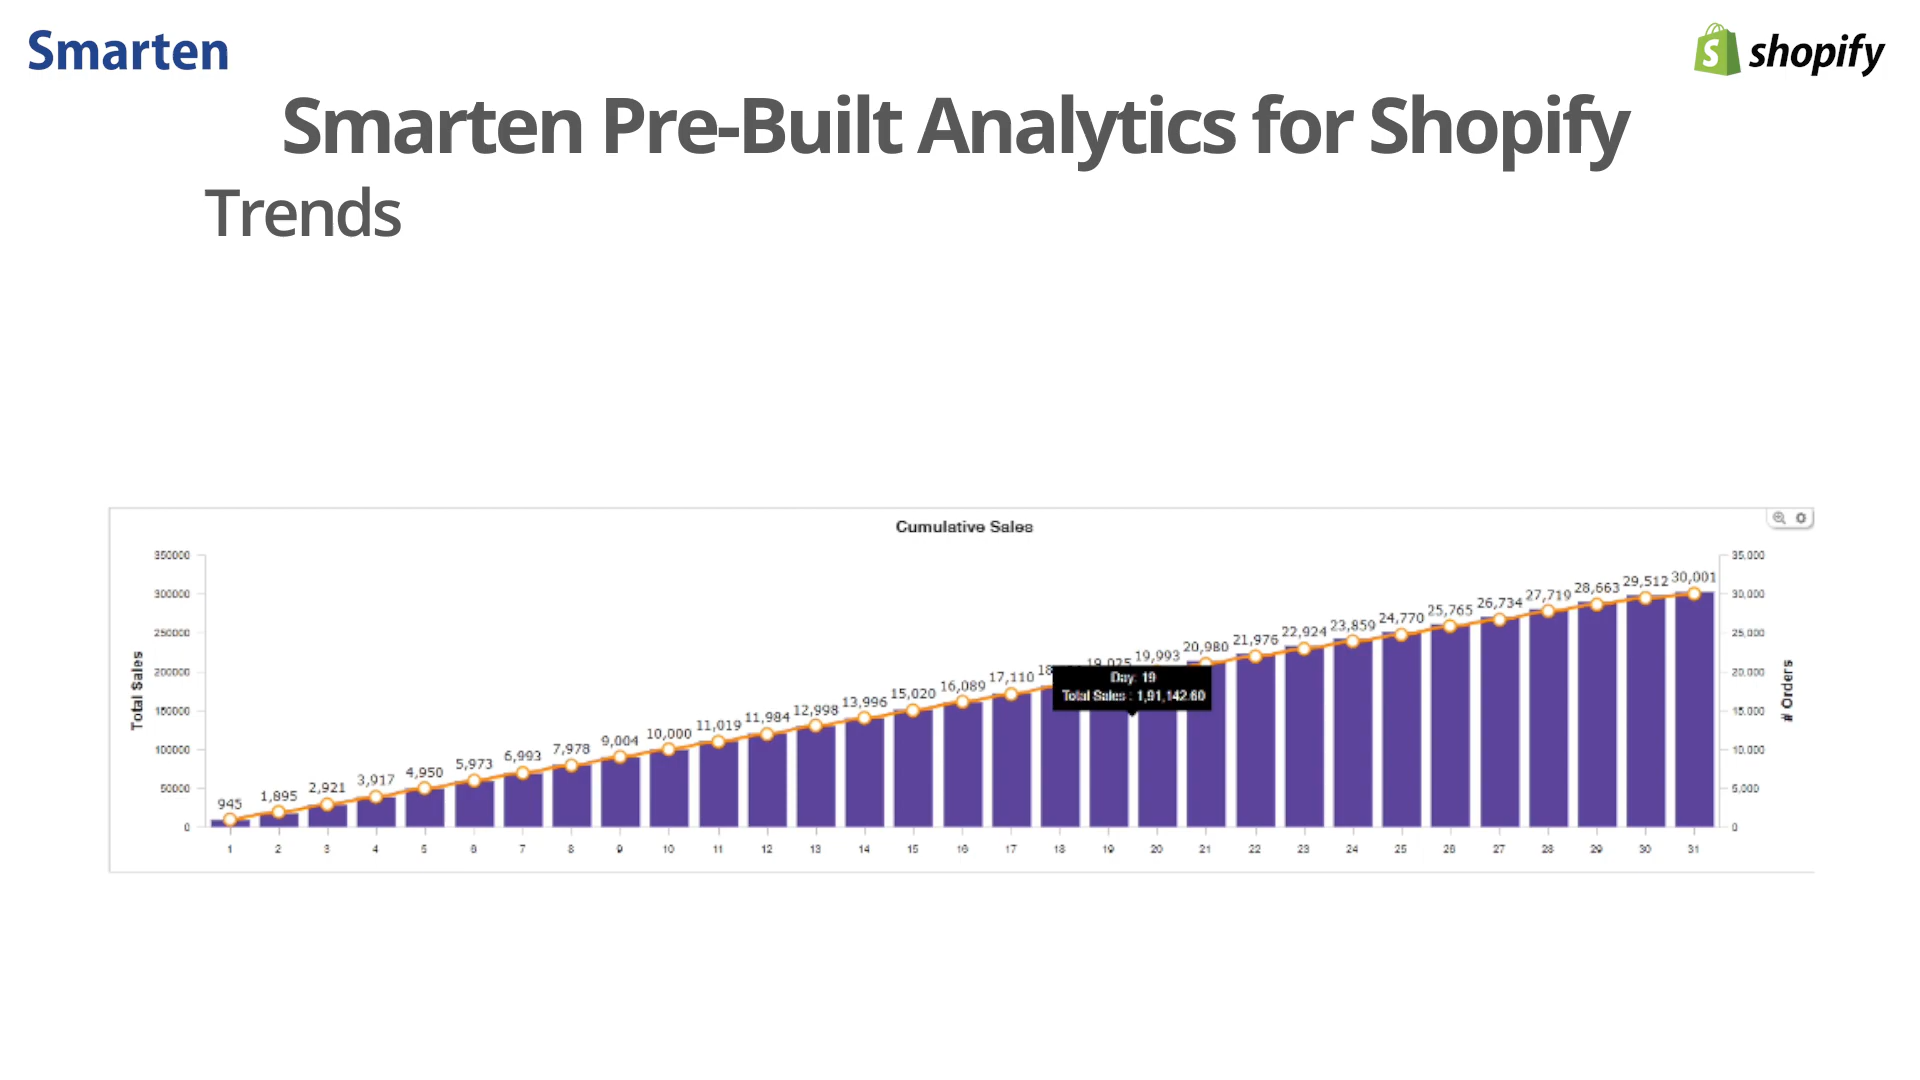 Smarten
shopify
Smarten Pre-Built Analytics for Shopify
Trends
Cumulative Sales
350000
300000
250000
200000
150000
100000
50000
0
Total Sales
35,000
30,000
25,000
20,000
15,000
10,000
5,000
0
# Orders
945 1,895 2,921 3,917 4,950 5,973 6,993 7,978 9,004 10,000 11,019 11,984 12,998 13,996 15,020 16,089 17,110 19,025 19,993 20,980 21,976 22,924 23,859 24,770 25,765 26,734 27,719 28,663 29,512 30,001
Day: 19
Total Sales : 1,91,142.60
1 2 3 4 5 6 7 8 9 10 11 12 13 14 15 16 17 18 19 20 21 22 23 24 25 26 27 28 29 30 31